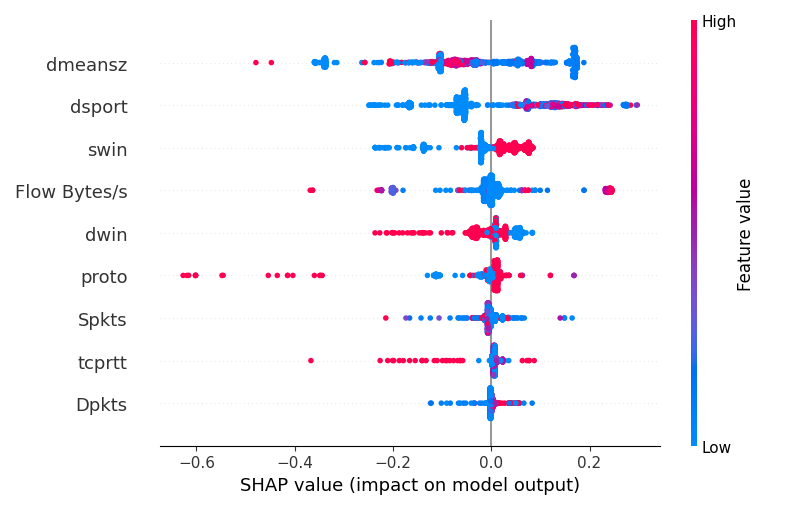 High
dmeansz
dsport
swin
Flow Bytes/s
dwin
proto
Spkts
tcprtt
Dpkts
Feature value
Low
−0.6 −0.4 −0.2 0.0 0.2
SHAP value (impact on model output)